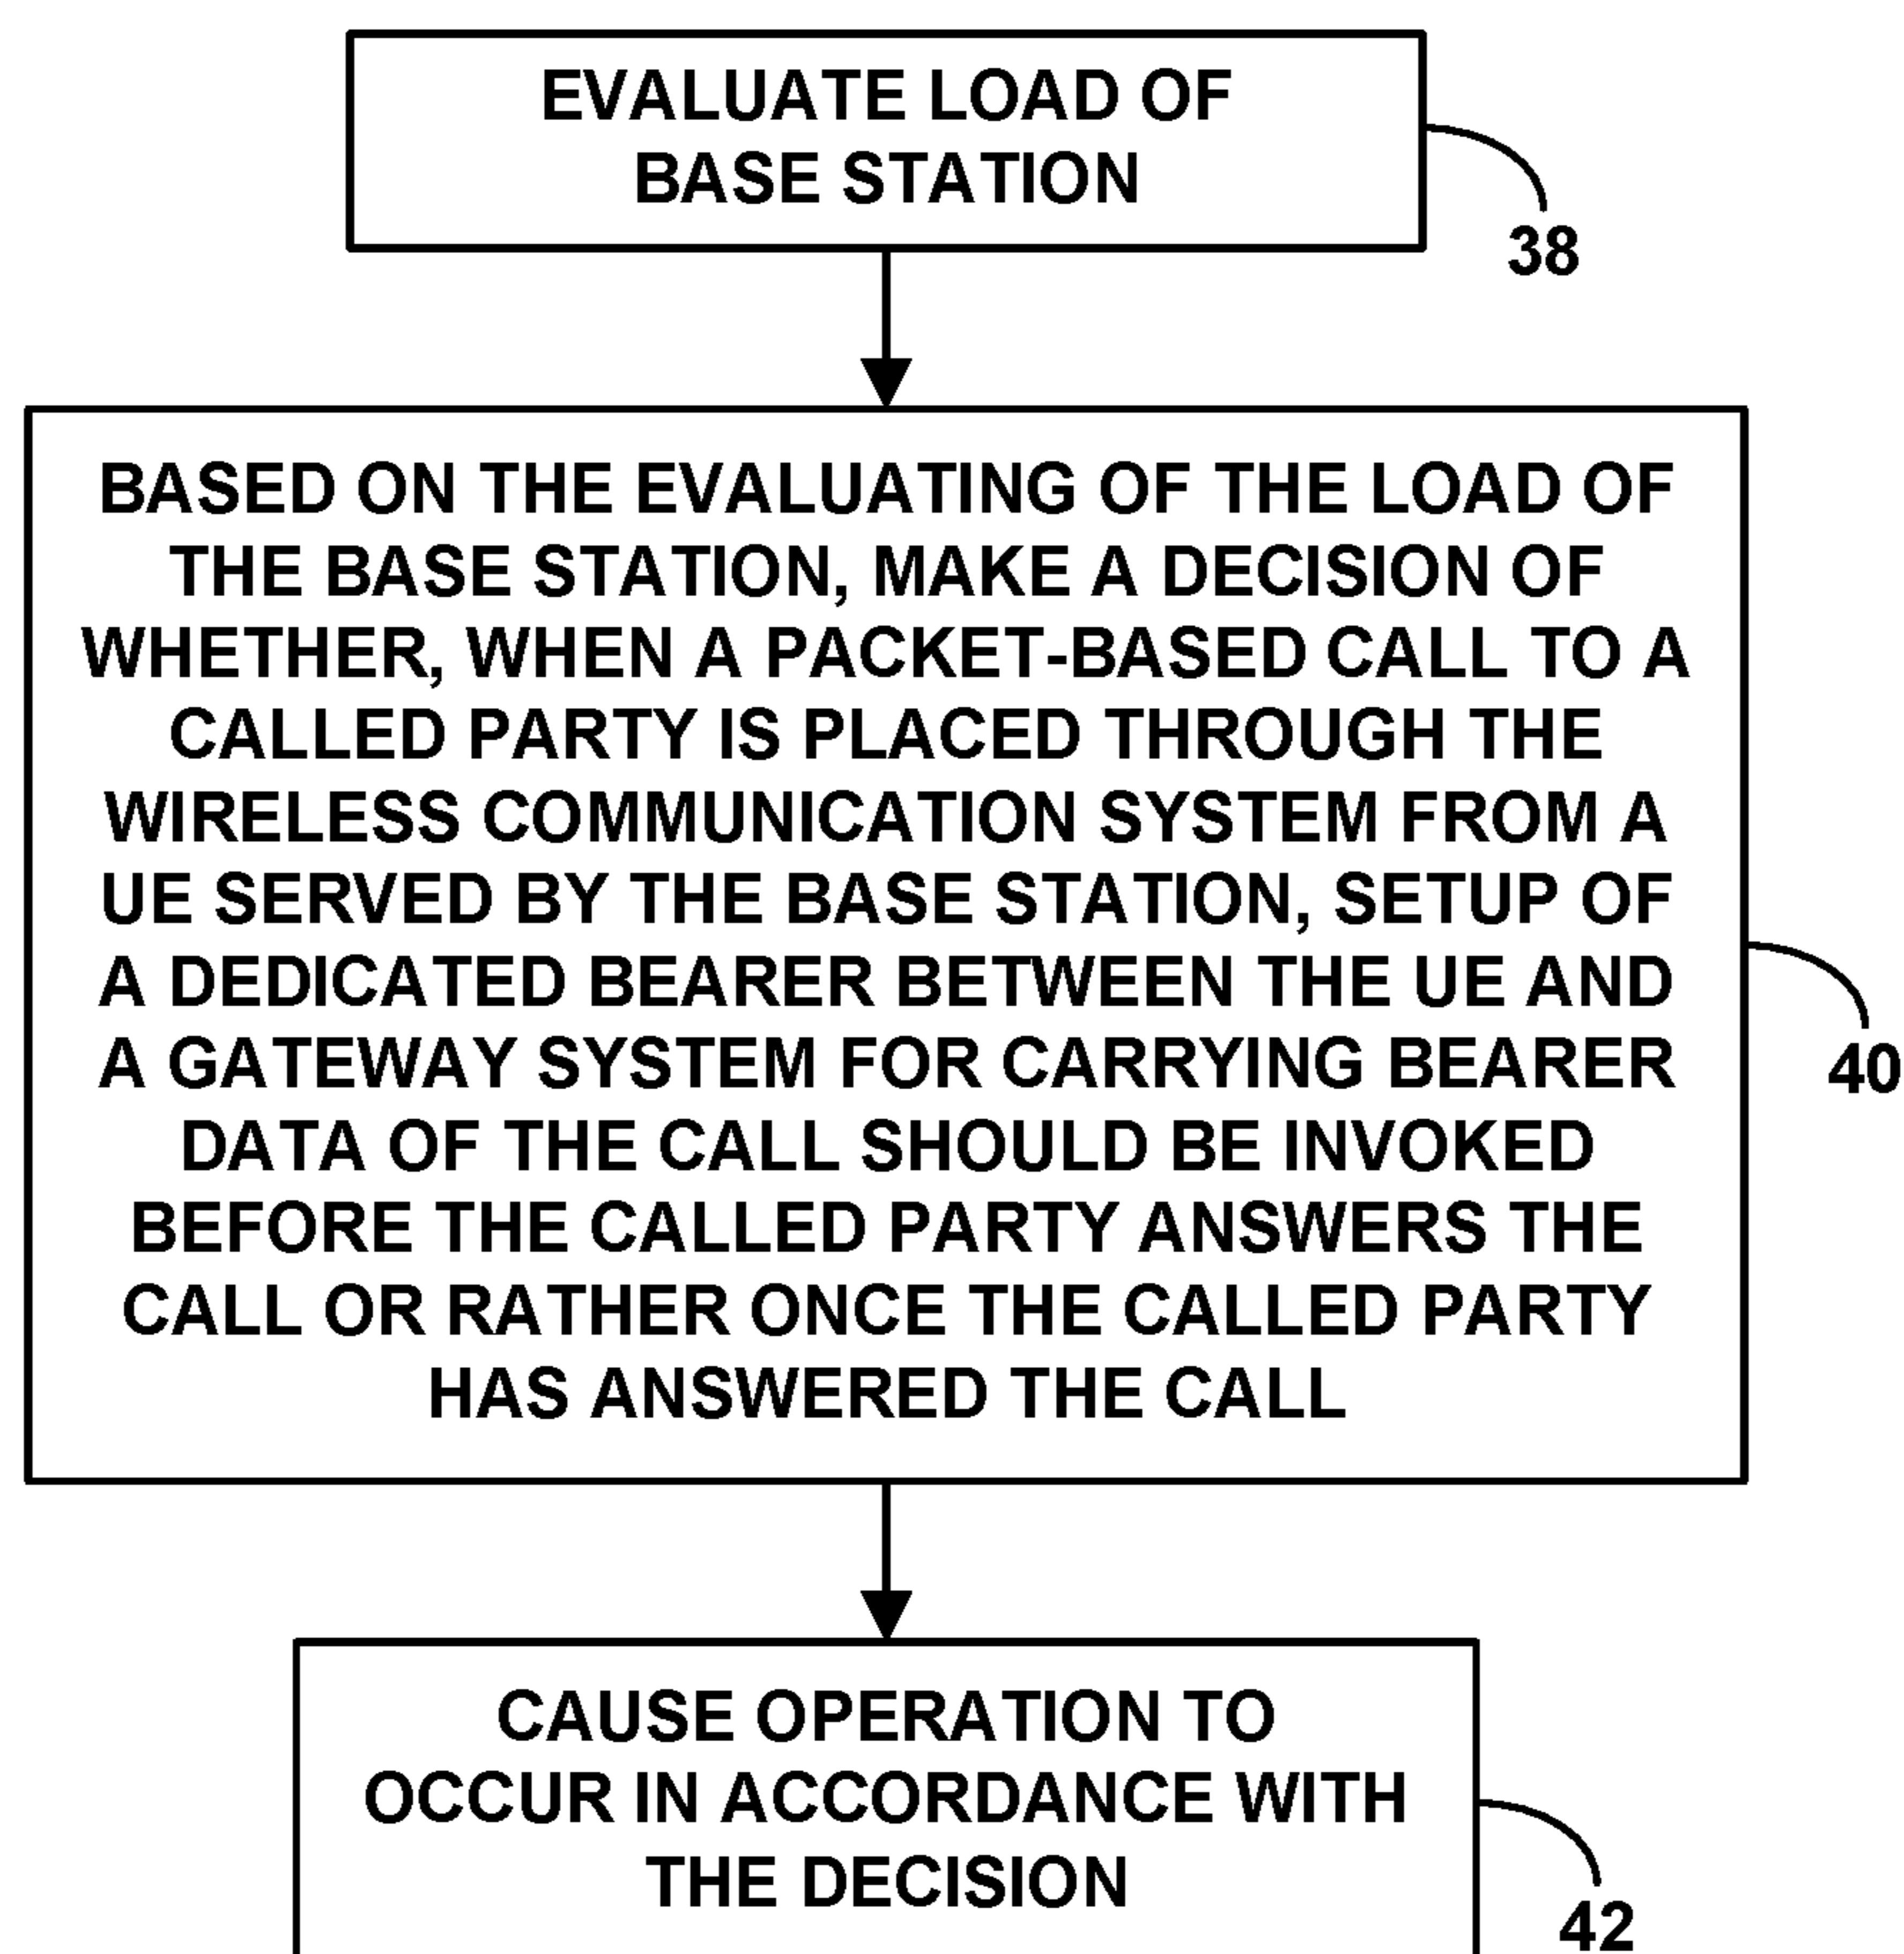 EVALUATE LOAD OF
BASE STATION
38
BASED ON THE EVALUATING OF THE LOAD OF
THE BASE STATION, MAKE A DECISION OF
WHETHER, WHEN A PACKET-BASED CALL TO A
CALLED PARTY IS PLACED THROUGH THE
WIRELESS COMMUNICATION SYSTEM FROM A
UE SERVED BY THE BASE STATION, SETUP OF
A DEDICATED BEARER BETWEEN THE UE AND
A GATEWAY SYSTEM FOR CARRYING BEARER
DATA OF THE CALL SHOULD BE INVOKED
BEFORE THE CALLED PARTY ANSWERS THE
CALL OR RATHER ONCE THE CALLED PARTY
HAS ANSWERED THE CALL
40
CAUSE OPERATION TO
OCCUR IN ACCORDANCE WITH
THE DECISION
42